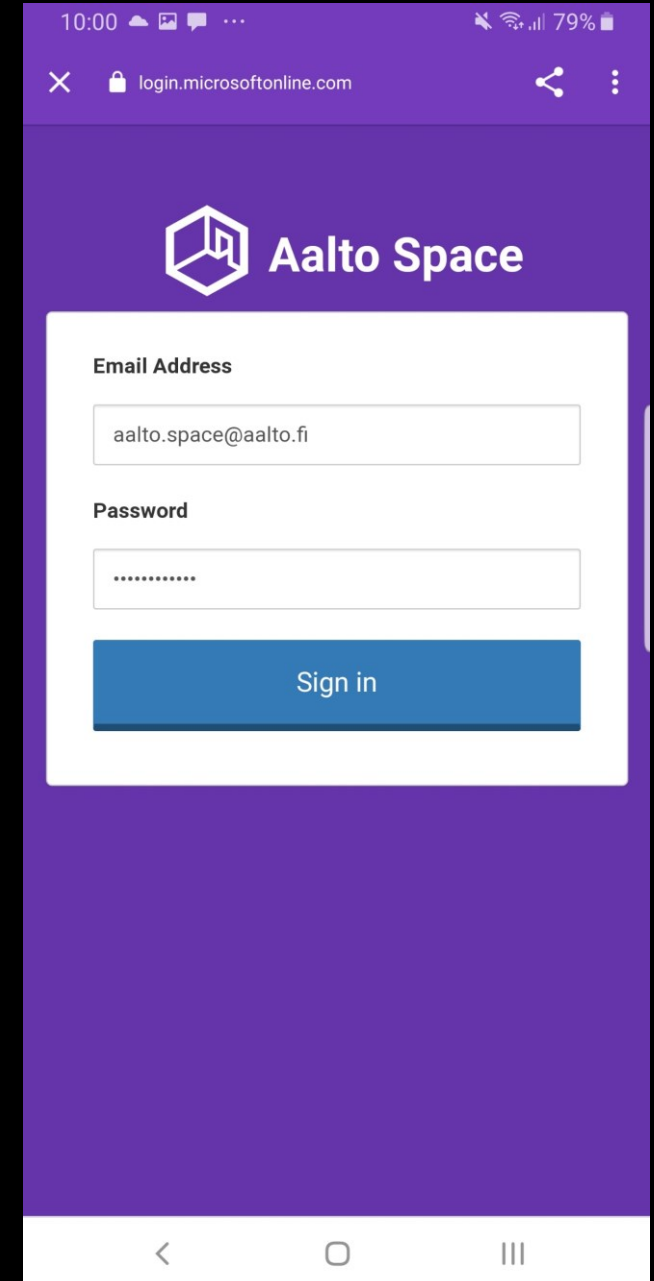 10:00 79%
login.microsoftonline.com
Aalto Space
Email Address
aalto.space@aalto.fi
Password
••••••••••••
Sign in